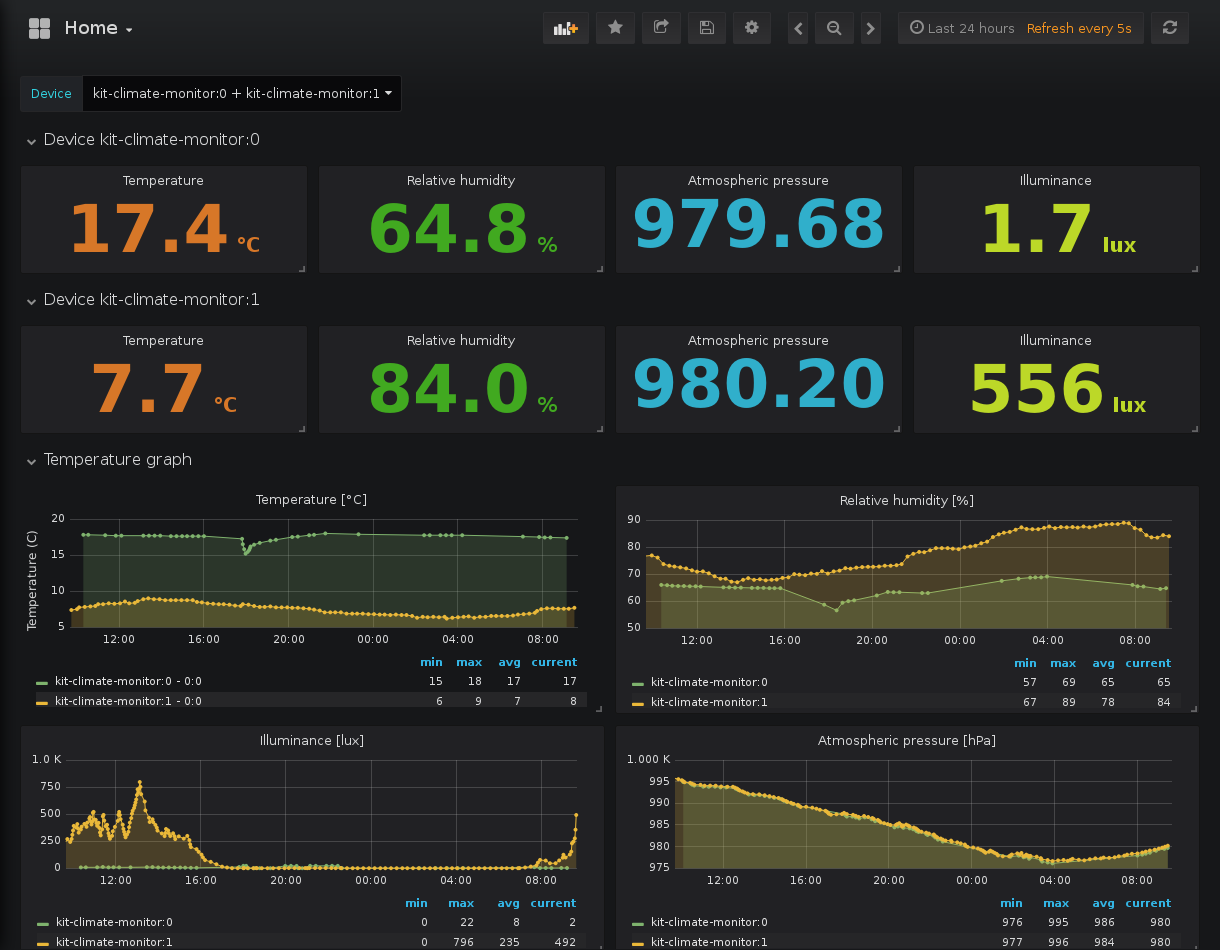 Home
Last 24 hours Refresh every 5s
Device kit-climate-monitor:0 + kit-climate-monitor:1
Device kit-climate-monitor:0
Temperature Relative humidity Atmospheric pressure Illuminance
17.4 °C 64.8 % 979.68 1.7 lux
Device kit-climate-monitor:1
Temperature Relative humidity Atmospheric pressure Illuminance
7.7 °C 84.0 % 980.20 556 lux
Temperature graph
Temperature [°C]
Temperature (C)
20
15
10
5
12:00 16:00 20:00 00:00 04:00 08:00
min max avg current
kit-climate-monitor:0 - 0:0 15 18 17 17
kit-climate-monitor:1 - 0:0 6 9 7 8
Relative humidity [%]
90
80
70
60
50
12:00 16:00 20:00 00:00 04:00 08:00
min max avg current
kit-climate-monitor:0 57 69 65 65
kit-climate-monitor:1 67 89 78 84
Illuminance [lux]
1.0 K
750
500
250
0
12:00 16:00 20:00 00:00 04:00 08:00
min max avg current
kit-climate-monitor:0 0 22 8 2
kit-climate-monitor:1 0 796 235 492
Atmospheric pressure [hPa]
1.000 K
995
990
985
980
975
12:00 16:00 20:00 00:00 04:00 08:00
min max avg current
kit-climate-monitor:0 976 995 986 980
kit-climate-monitor:1 977 996 984 980